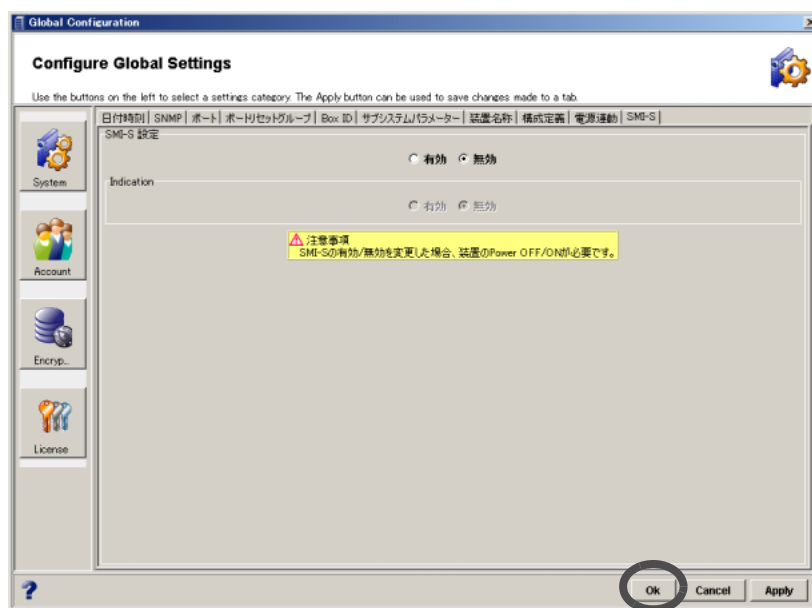 Global Configuration
Configure Global Settings
Use the buttons on the left to select a settings category. The Apply button can be used to save changes made to a tab.
日付時刻 SNMP ポート ポートリセットグループ Box ID サブシステムパラメーター 装置名称 構成定義 電源連動 SMI-S
SMI-S 設定
有効 無効
Indication
有効 無効
注意事項
SMI-Sの有効/無効を変更した場合、装置のPower OFF/ONが必要です。
System
Account
Encryp...
License
? Ok Cancel Apply